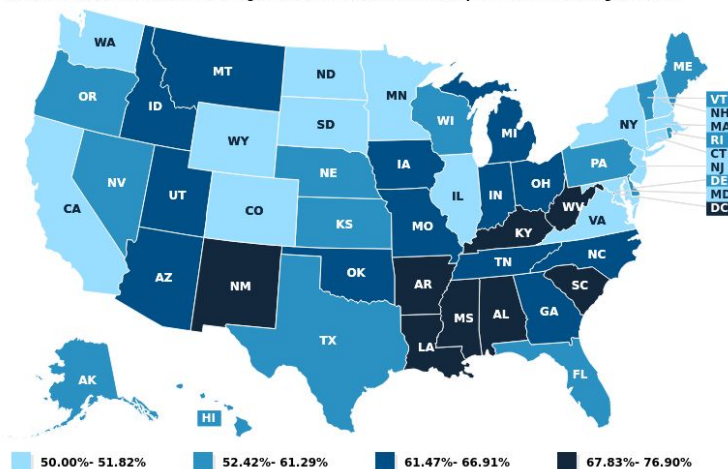 WA
MT
ND
ME
OR
ID
MN
VT
NH
SD
WI
NY
MA
WY
MI
RI
CT
IA
PA
NJ
NE
DE
NV
OH
MD
UT
IL
IN
DC
CA
CO
WV
VA
KS
MO
KY
NC
TN
AZ
OK
NM
AR
SC
MS
AL
GA
TX
LA
FL
AK
HI
50.00%- 51.82%
52.42%- 61.29%
61.47%- 66.91%
67.83%- 76.90%